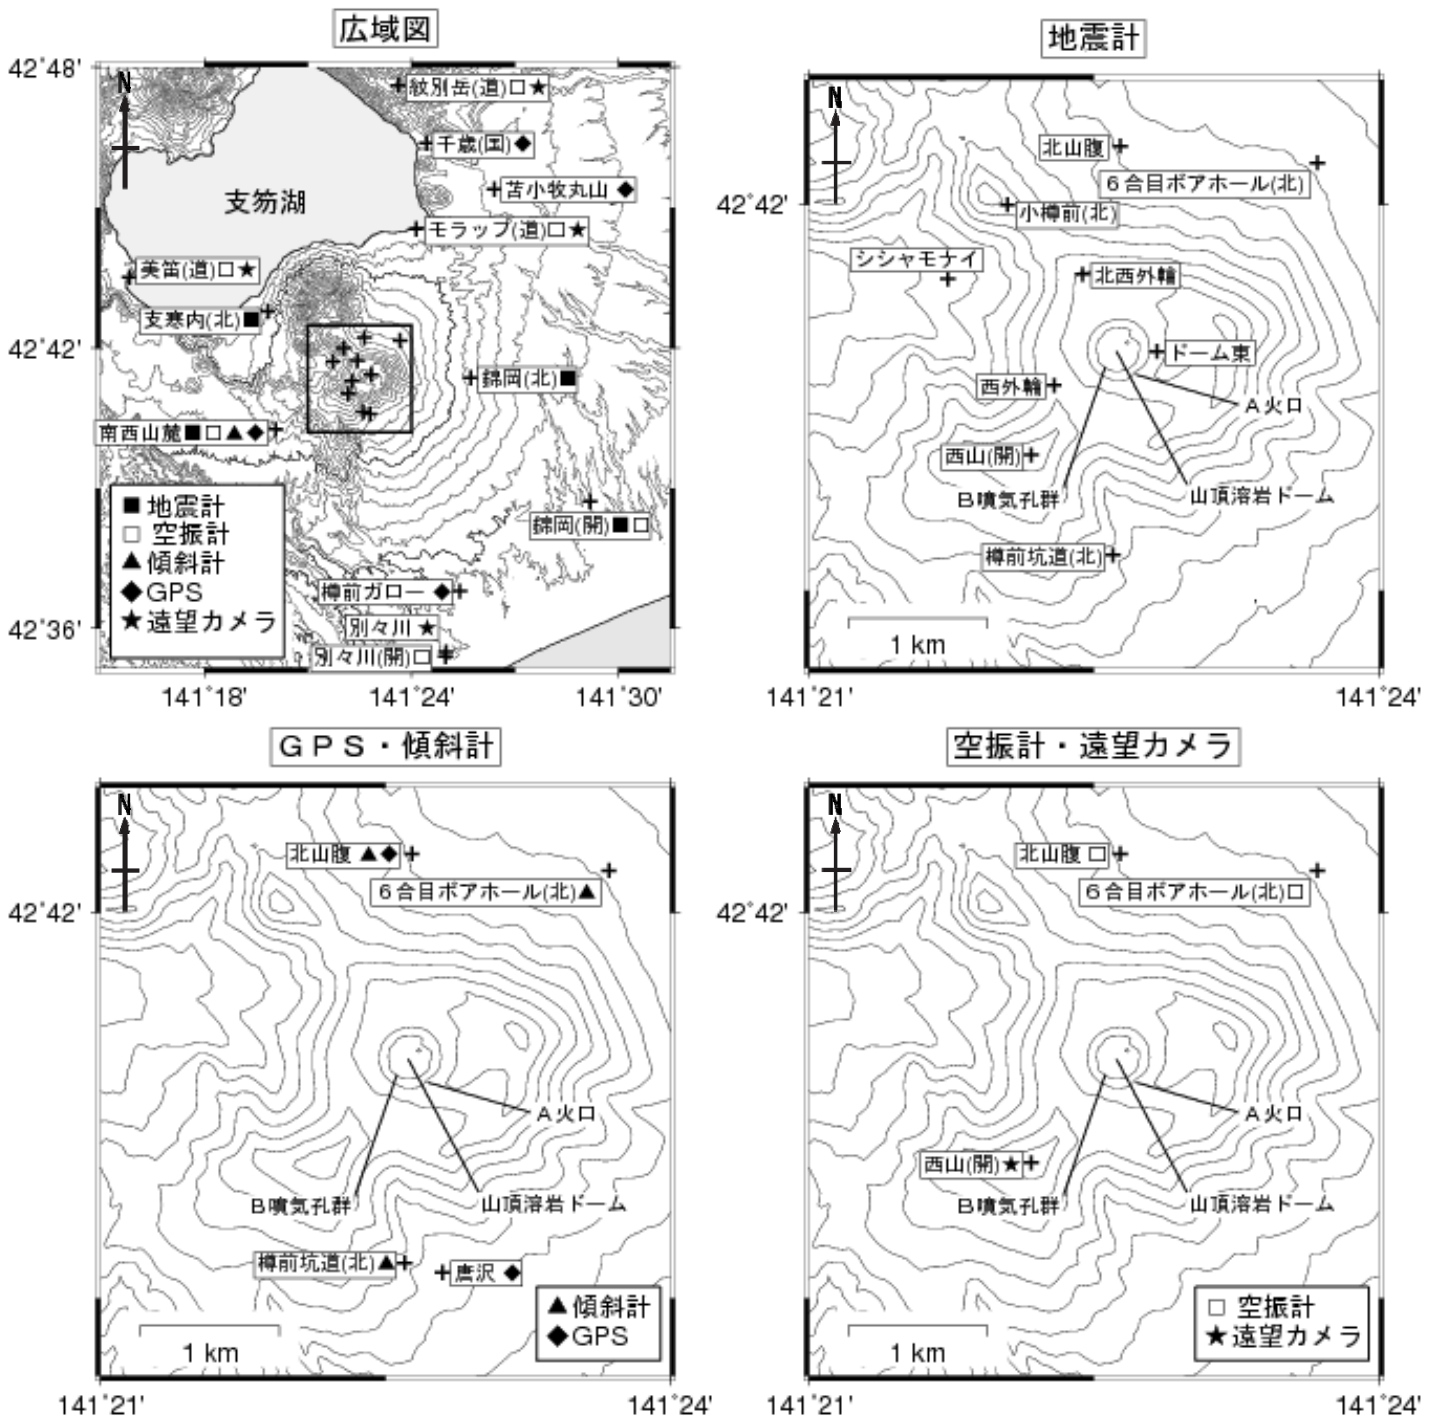 広域図
42˚48'
N
紋別岳(道)□★
千歳(国)◆
苫小牧丸山 ◆
支笏湖
モラップ(道)□★
美笛(道)□★
支寒内(北)■
42˚42'
錦岡(北)■
南西山麓■□▲◆
■ 地震計
□ 空振計
▲ 傾斜計
◆ GPS
★ 遠望カメラ
錦岡(開)■□
樽前ガロー ◆
別々川 ★
別々川(開)□
42˚36'
141˚18'
141˚24'
141˚30'
地震計
N
北山腹
6合目ボアホール(北)
42˚42'
小樽前(北)
シシャモナイ
北西外輪
ドーム東
西外輪
A火口
西山(開)
B噴気孔群
山頂溶岩ドーム
樽前坑道(北)
1 km
141˚21'
141˚24'
GPS・傾斜計
N
北山腹 ▲◆
6合目ボアホール(北)▲
42˚42'
A火口
B噴気孔群
山頂溶岩ドーム
樽前坑道(北)▲
唐沢 ◆
▲ 傾斜計
◆ GPS
1 km
141˚21'
141˚24'
空振計・遠望カメラ
N
北山腹 □
6合目ボアホール(北)□
42˚42'
A火口
西山(開)★
B噴気孔群
山頂溶岩ドーム
□ 空振計
★ 遠望カメラ
1 km
141˚21'
141˚24'